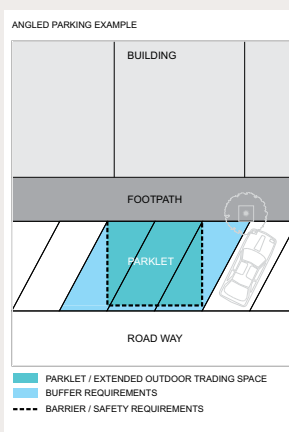 ANGLED PARKING EXAMPLE
BUILDING
FOOTPATH
PARKLET
ROAD WAY
PARKLET / EXTENDED OUTDOOR TRADING SPACE
BUFFER REQUIREMENTS
BARRIER / SAFETY REQUIREMENTS